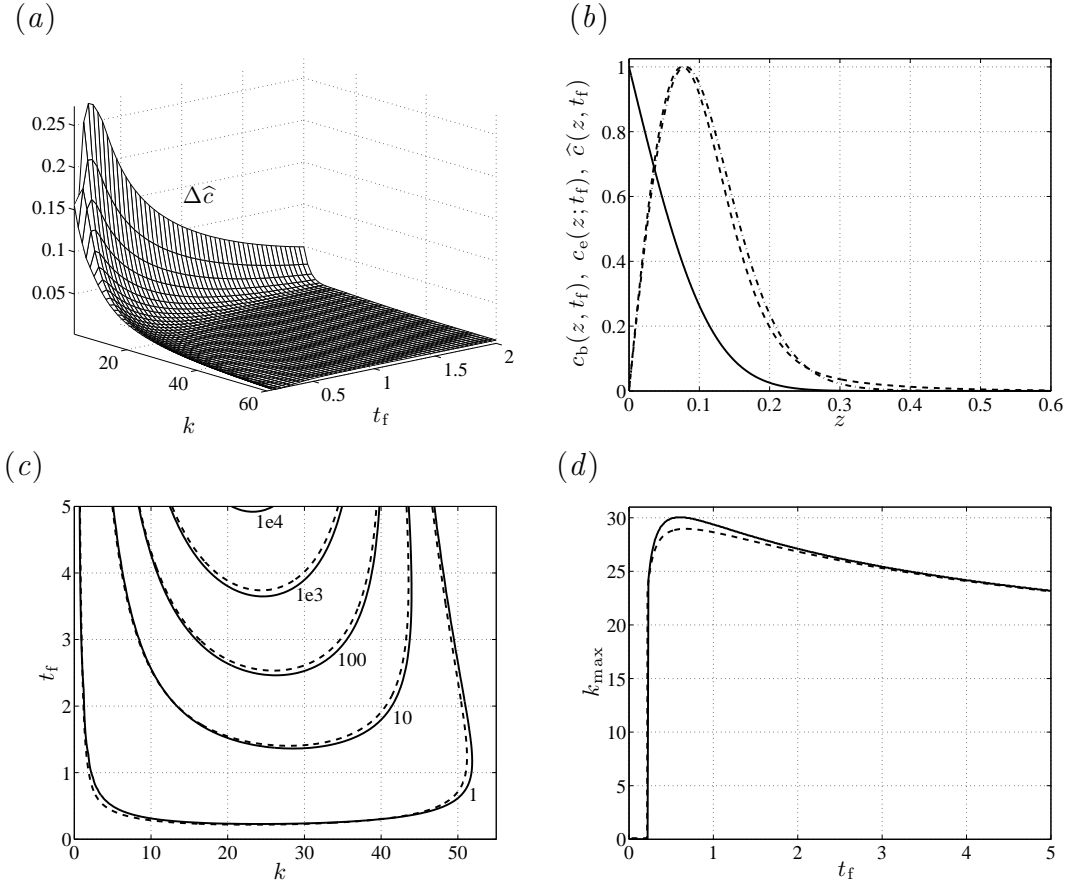 (a)
0.25
0.2
0.15
0.1
0.05
Δĉ
20
40
60
k
0.5
1
1.5
2
t_f
(b)
1
0.8
0.6
0.4
0.2
0
c_b(z, t_f), c_e(z; t_f), ĉ(z, t_f)
0 0.1 0.2 0.3 0.4 0.5 0.6
z
(c)
5
4
3
2
1
0
t_f
1e4
1e3
100
10
1
0 10 20 30 40 50
k
(d)
30
25
20
15
10
5
0
k_max
0 1 2 3 4 5
t_f